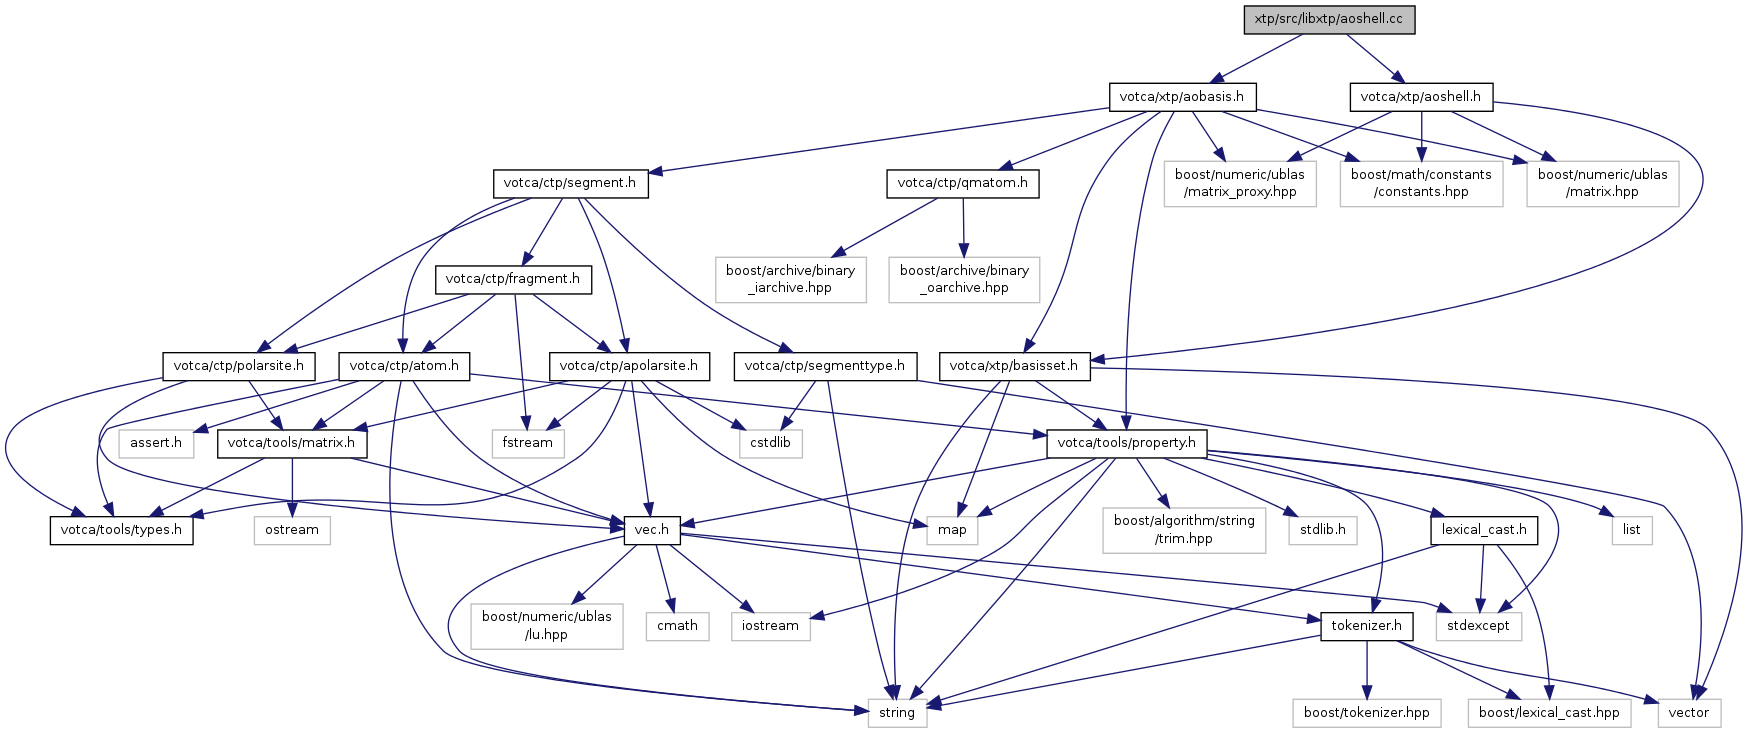 xtp/src/libxtp/aoshell.cc
votca/xtp/aobasis.h
votca/xtp/aoshell.h
votca/ctp/segment.h
votca/ctp/qmatom.h
boost/numeric/ublas
/matrix_proxy.hpp
boost/math/constants
/constants.hpp
boost/numeric/ublas
/matrix.hpp
votca/ctp/fragment.h
boost/archive/binary
_iarchive.hpp
boost/archive/binary
_oarchive.hpp
votca/ctp/polarsite.h
votca/ctp/atom.h
votca/ctp/apolarsite.h
votca/ctp/segmenttype.h
votca/xtp/basisset.h
assert.h
votca/tools/matrix.h
fstream
cstdlib
votca/tools/property.h
votca/tools/types.h
ostream
vec.h
map
boost/algorithm/string
/trim.hpp
stdlib.h
lexical_cast.h
list
boost/numeric/ublas
/lu.hpp
cmath
iostream
tokenizer.h
stdexcept
string
boost/tokenizer.hpp
boost/lexical_cast.hpp
vector